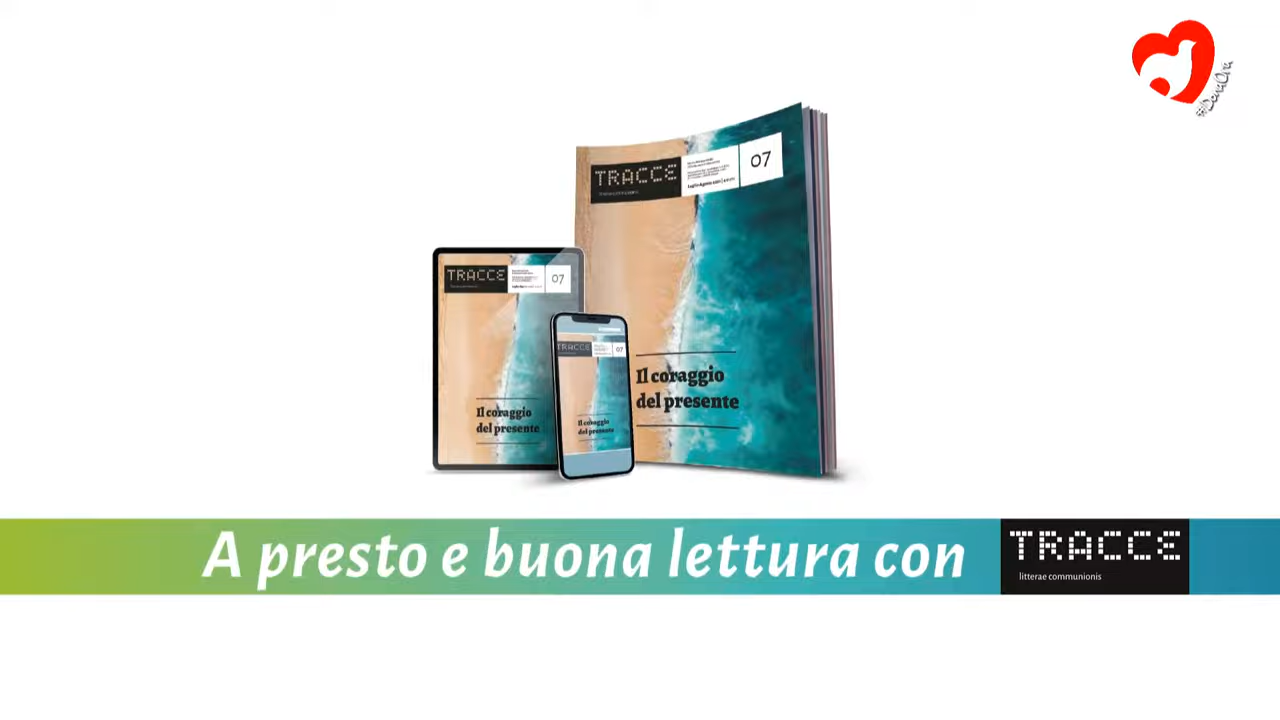 #DonaOra
TRACCE
07
Il coraggio
del presente
TRACCE
07
Il coraggio
del presente
TRACCE
07
Il coraggio
del presente
A presto e buona lettura con
TRACCE
litterae communionis